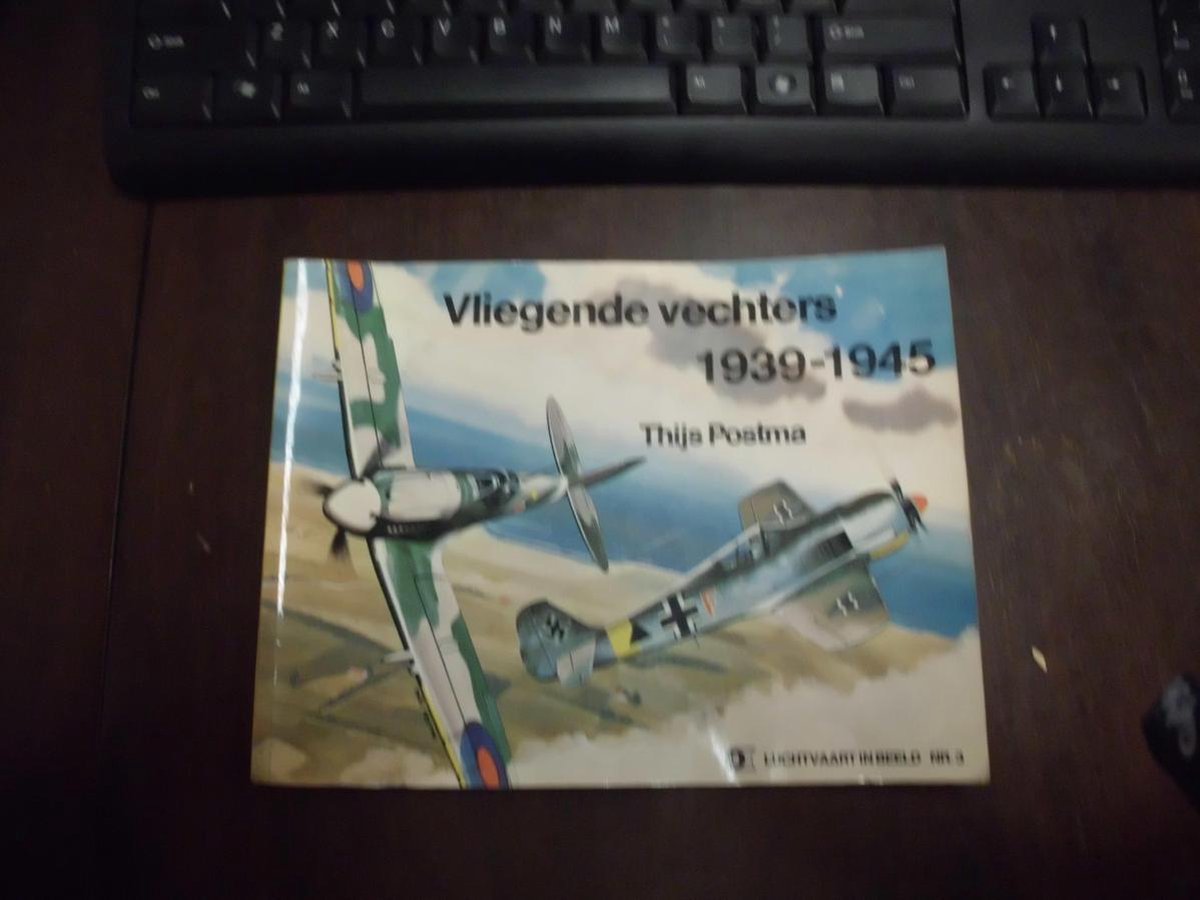 Z X C V B N M
Vliegende vechters
1939-1945
Thijs Postma
LUCHTVAART IN BEELD NR. 3